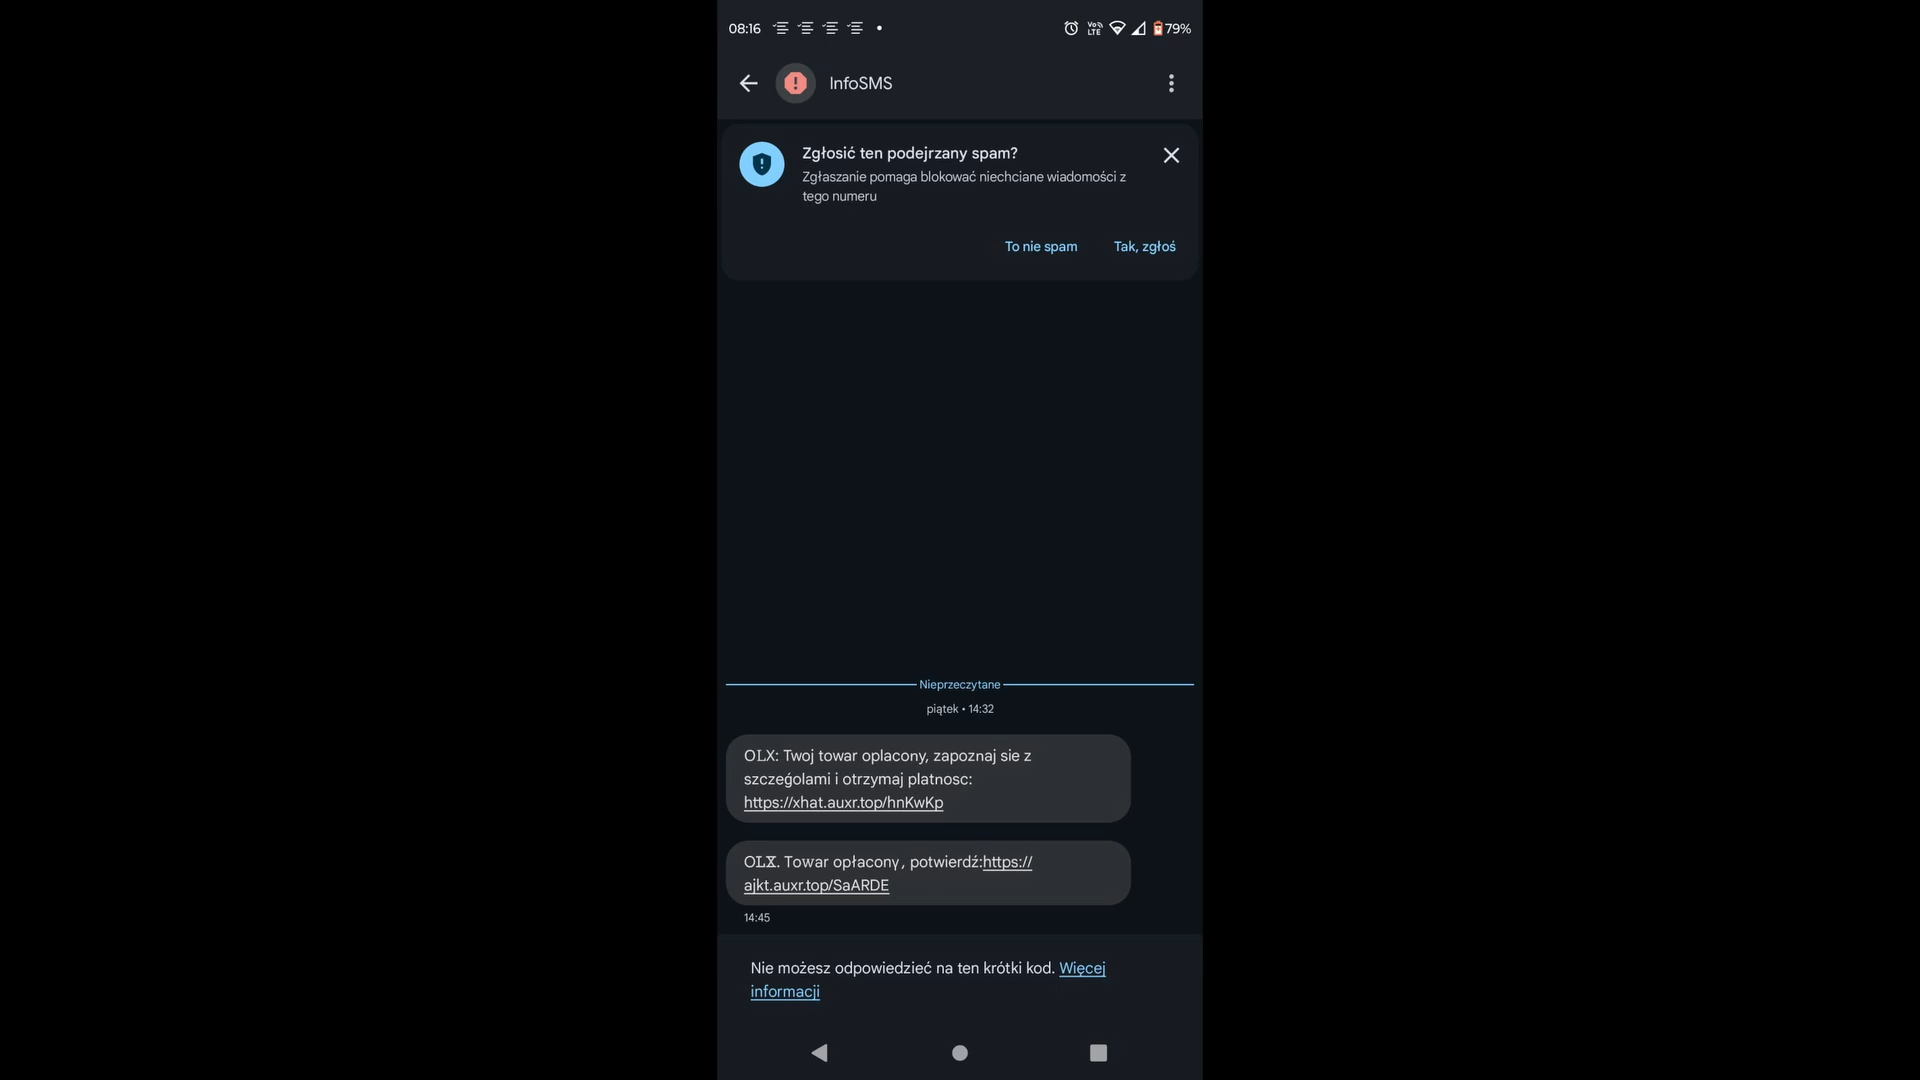 08:16
Vo LTE
79%
InfoSMS
Zgłosić ten podejrzany spam?
Zgłaszanie pomaga blokować niechciane wiadomości z
tego numeru
To nie spam
Tak, zgłoś
Nieprzeczytane
piątek • 14:32
OLX: Twoj towar oplacony, zapoznaj sie z
szczeǵolami i otrzymaj platnosc:
https://xhat.auxr.top/hnKwKp
OLX. Towar opłacony, potwierdź:https://
ajkt.auxr.top/SaARDE
14:45
Nie możesz odpowiedzieć na ten krótki kod. Więcej
informacji